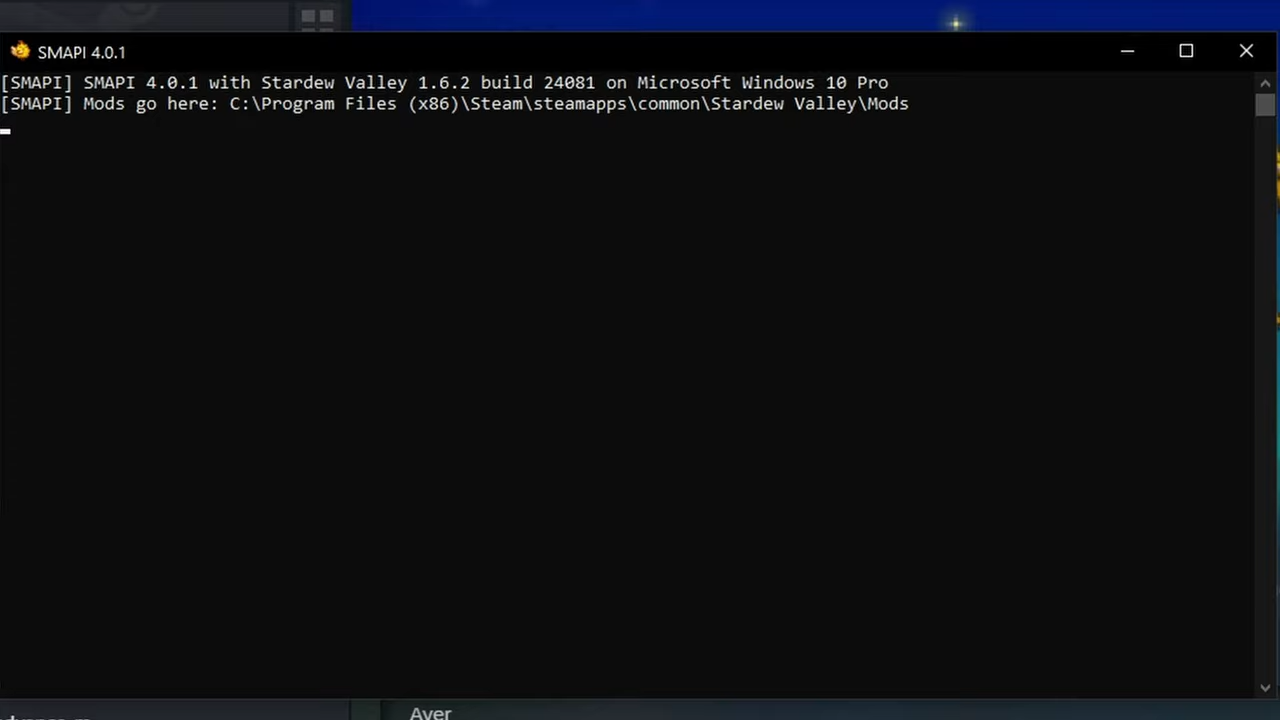 SMAPI 4.0.1
[SMAPI] SMAPI 4.0.1 with Stardew Valley 1.6.2 build 24081 on Microsoft Windows 10 Pro
[SMAPI] Mods go here: C:\Program Files (x86)\Steam\steamapps\common\Stardew Valley\Mods
Ayer